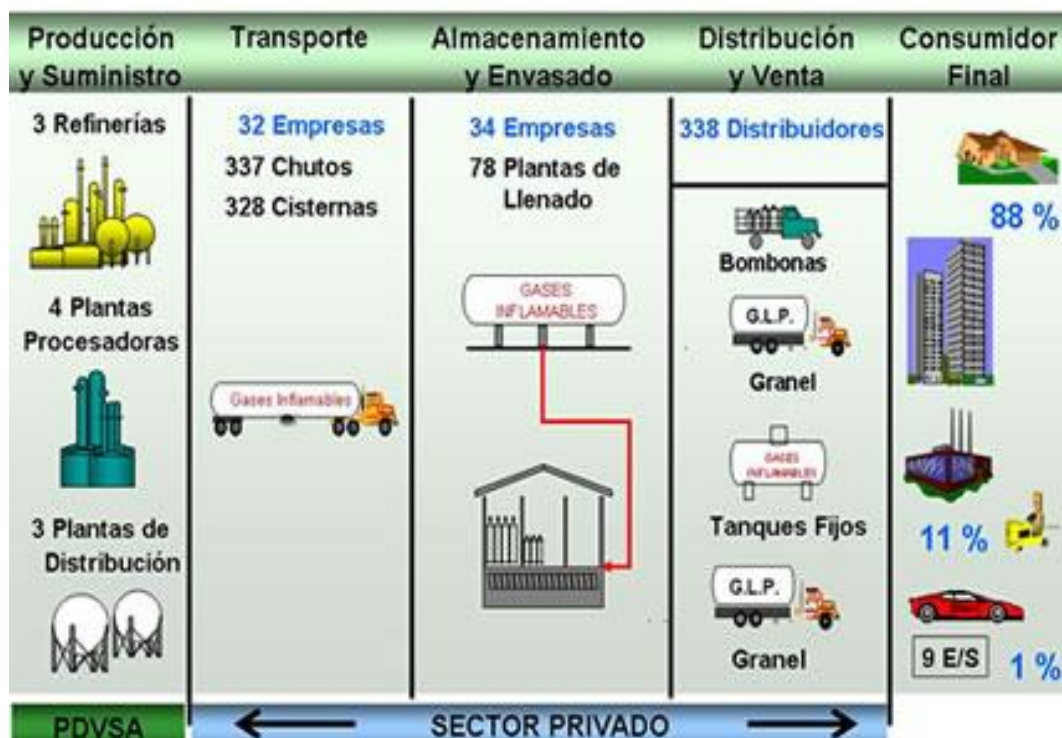 Producción
y Suministro
Transporte
Almacenamiento
y Envasado
Distribución
y Venta
Consumidor
Final
3 Refinerías
4 Plantas
Procesadoras
3 Plantas de
Distribución
32 Empresas
337 Chutos
328 Cisternas
Gases Inflamables
34 Empresas
78 Plantas de
Llenado
GASES
INFLAMABLES
338 Distribuidores
Bombonas
G.L.P.
Granel
GASES
INFLAMABLES
Tanques Fijos
G.L.P.
Granel
88 %
11 %
9 E/S
1 %
PDVSA
SECTOR PRIVADO